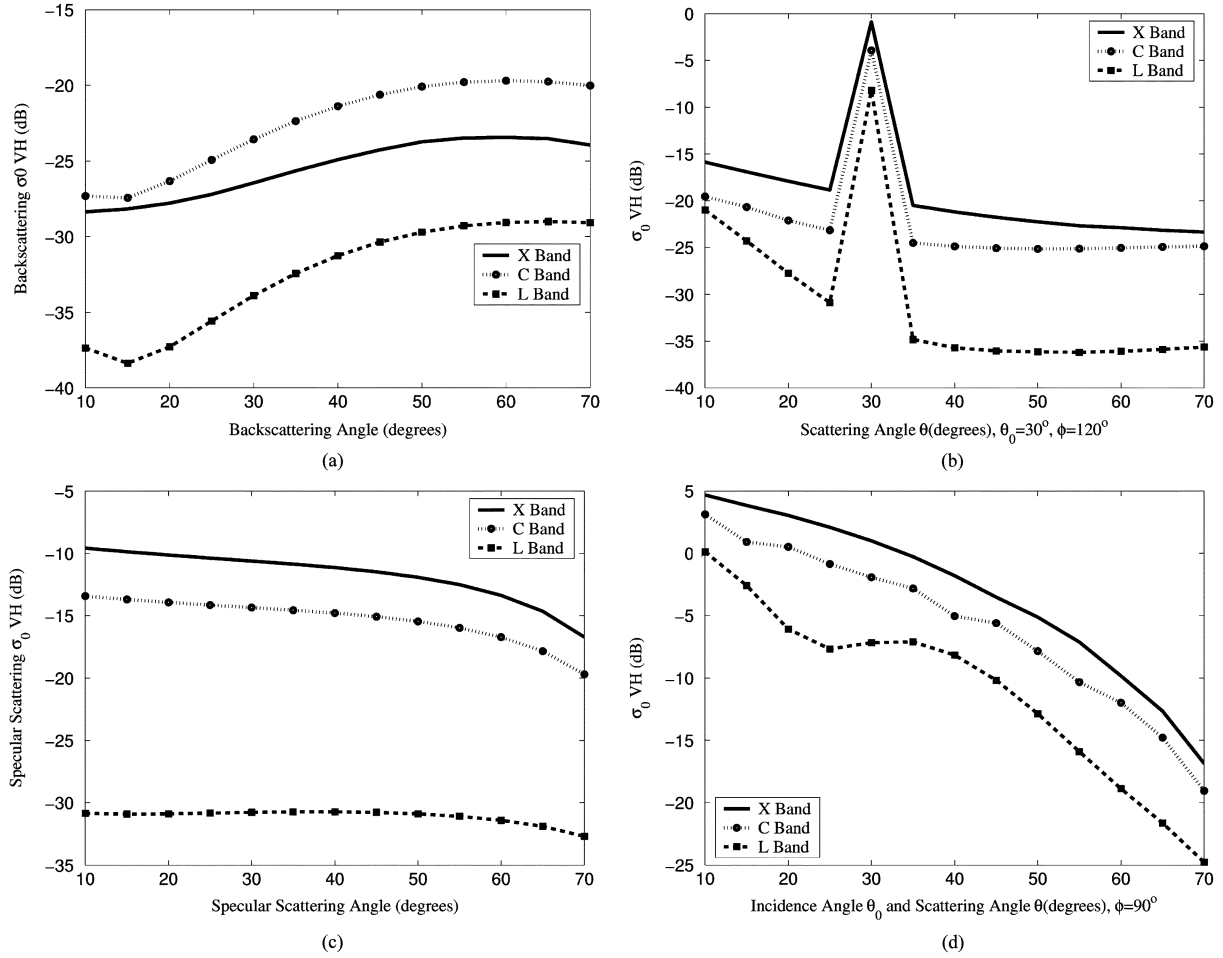 −15
−20
−25
−30
−35
−40
Backscattering σ0 VH (dB)
X Band
C Band
L Band
10 20 30 40 50 60 70
Backscattering Angle (degrees)
(a)
0
−5
−10
−15
−20
−25
−30
−35
−40
σ0 VH (dB)
X Band
C Band
L Band
10 20 30 40 50 60 70
Scattering Angle θ(degrees), θ0=30o, ϕ=120o
(b)
−5
−10
−15
−20
−25
−30
−35
Specular Scattering σ0 VH (dB)
X Band
C Band
L Band
10 20 30 40 50 60 70
Specular Scattering Angle (degrees)
(c)
5
0
−5
−10
−15
−20
−25
σ0 VH (dB)
X Band
C Band
L Band
10 20 30 40 50 60 70
Incidence Angle θ0 and Scattering Angle θ(degrees), ϕ=90o
(d)